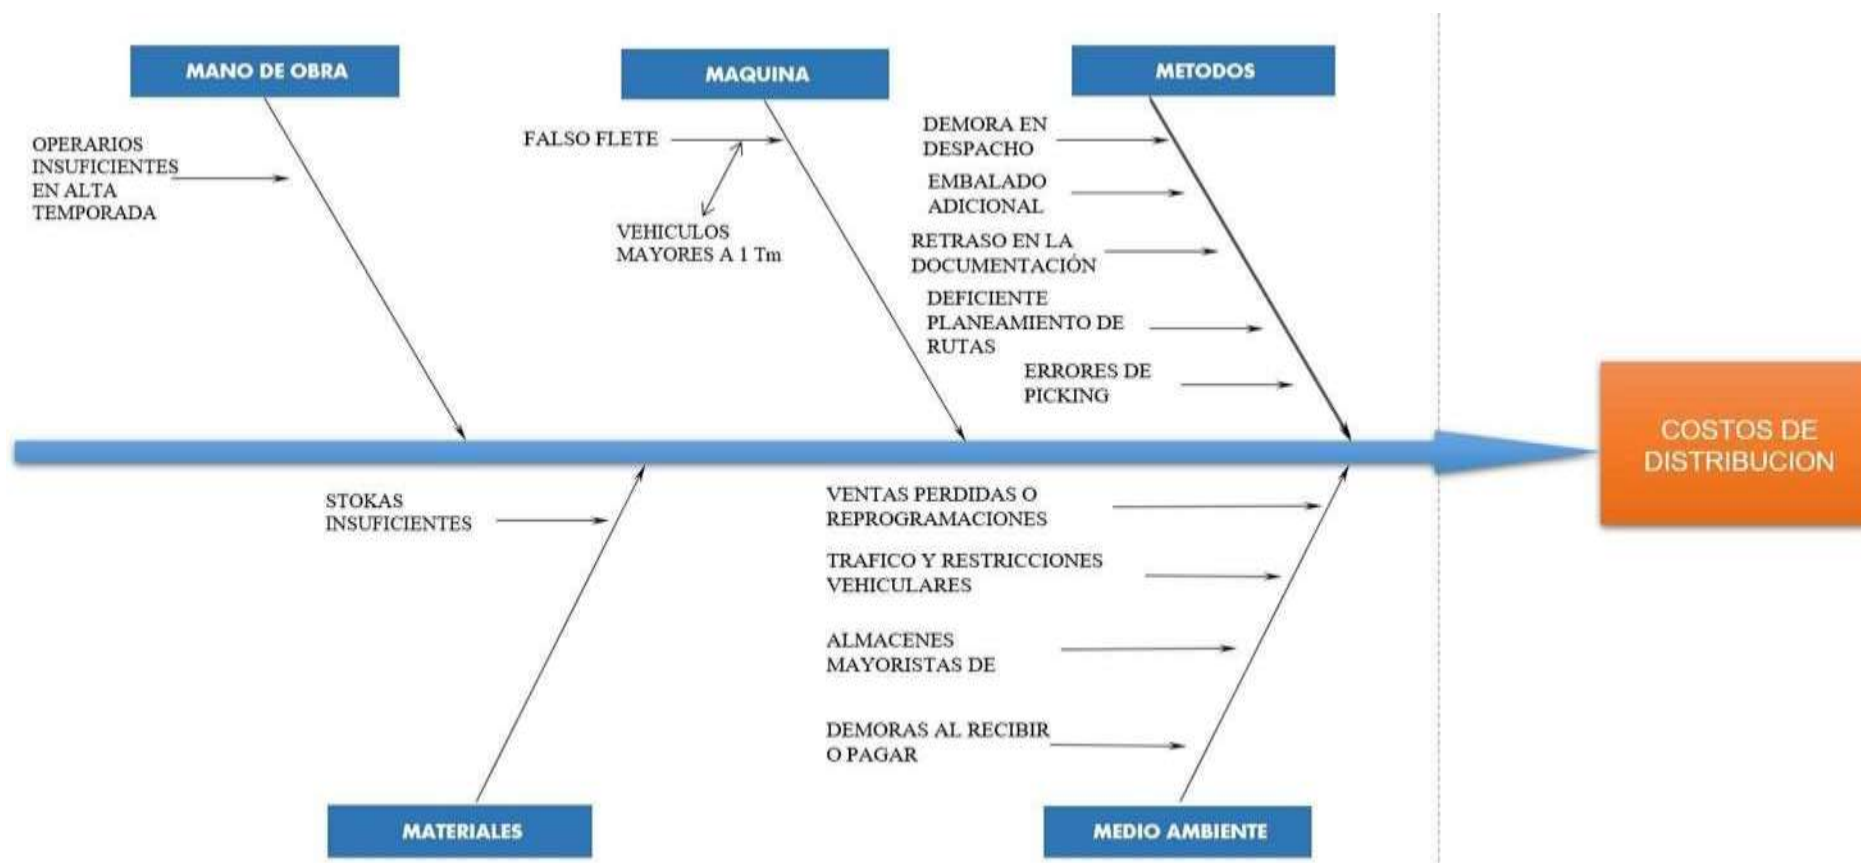 MANO DE OBRA
MAQUINA
METODOS
OPERARIOS
INSUFICIENTES
EN ALTA
TEMPORADA
FALSO FLETE
VEHICULOS
MAYORES A 1 Tm
DEMORA EN
DESPACHO
EMBALADO
ADICIONAL
RETRASO EN LA
DOCUMENTACIÓN
DEFICIENTE
PLANEAMIENTO DE
RUTAS
ERRORES DE
PICKING
COSTOS DE
DISTRIBUCION
STOKAS
INSUFICIENTES
VENTAS PERDIDAS O
REPROGRAMACIONES
TRAFICO Y RESTRICCIONES
VEHICULARES
ALMACENES
MAYORISTAS DE
DEMORAS AL RECIBIR
O PAGAR
MATERIALES
MEDIO AMBIENTE